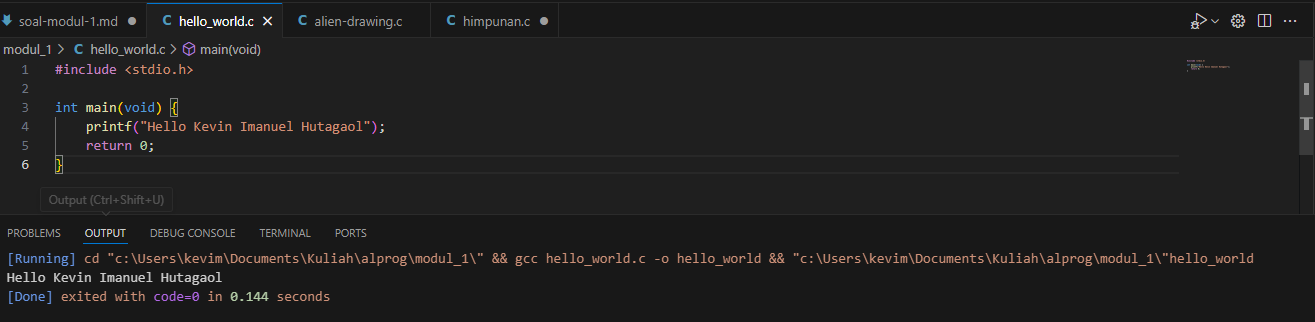 soal-modul-1.md C hello_world.c C alien-drawing.c C himpunan.c
modul_1 > C hello_world.c > main(void)
1 #include <stdio.h>
2
3 int main(void) {
4 printf("Hello Kevin Imanuel Hutagaol");
5 return 0;
6 }
Output (Ctrl+Shift+U)
PROBLEMS OUTPUT DEBUG CONSOLE TERMINAL PORTS
[Running] cd "c:\Users\kevim\Documents\Kuliah\alprog\modul_1\" && gcc hello_world.c -o hello_world && "c:\Users\kevim\Documents\Kuliah\alprog\modul_1\"hello_world
Hello Kevin Imanuel Hutagaol
[Done] exited with code=0 in 0.144 seconds